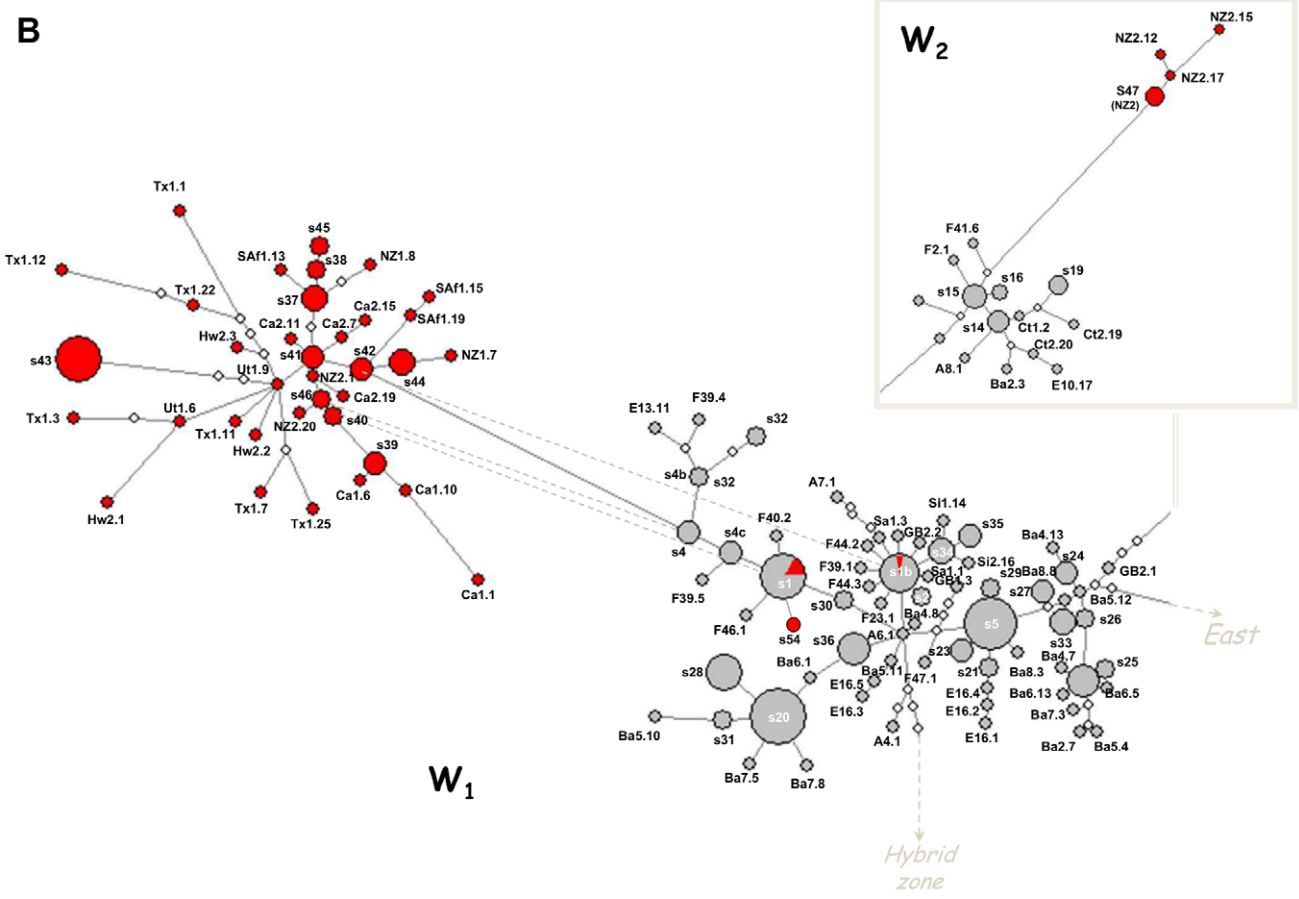 B
W2
NZ2.15
NZ2.12
NZ2.17
S47
(NZ2)
F41.6
F2.1
s16
s19
s15
s14
Ct1.2
Ct2.19
Ct2.20
A8.1
Ba2.3
E10.17
Tx1.1
s45
Tx1.12
SAf1.13
s38
NZ1.8
Tx1.22
s37
SAf1.15
Ca2.15
Ca2.11
Ca2.7
SAf1.19
Hw2.3
s41
s42
s43
NZ1.7
Ut1.9
NZ2.1
s44
s46
Ca2.19
Tx1.3
Ut1.6
Tx1.11
NZ2.20
s40
Hw2.2
s39
Ca1.6
Ca1.10
Hw2.1
Tx1.7
Tx1.25
Ca1.1
F39.4
E13.11
s32
s4b
s32
A7.1
Si1.14
F40.2
Sa1.3
GB2.2
s35
s4c
F44.2
s34
Ba4.13
s4
s24
F39.1
s1b
Sa1.1
Si2.16
s29
Ba8.8
s1
F44.3
GB1.3
GB2.1
F39.5
s30
s27
Ba5.12
F23.1
Ba4.8
F46.1
s54
A6.1
s5
s26
s36
s33
Ba6.1
Ba5.11
s23
Ba4.7
s28
E16.5
F47.1
s21
Ba8.3
s25
E16.3
E16.4
Ba6.13
Ba6.5
s20
E16.2
Ba7.3
Ba5.10
s31
A4.1
E16.1
Ba2.7
Ba5.4
Ba7.5
Ba7.8
W1
East
Hybrid
zone